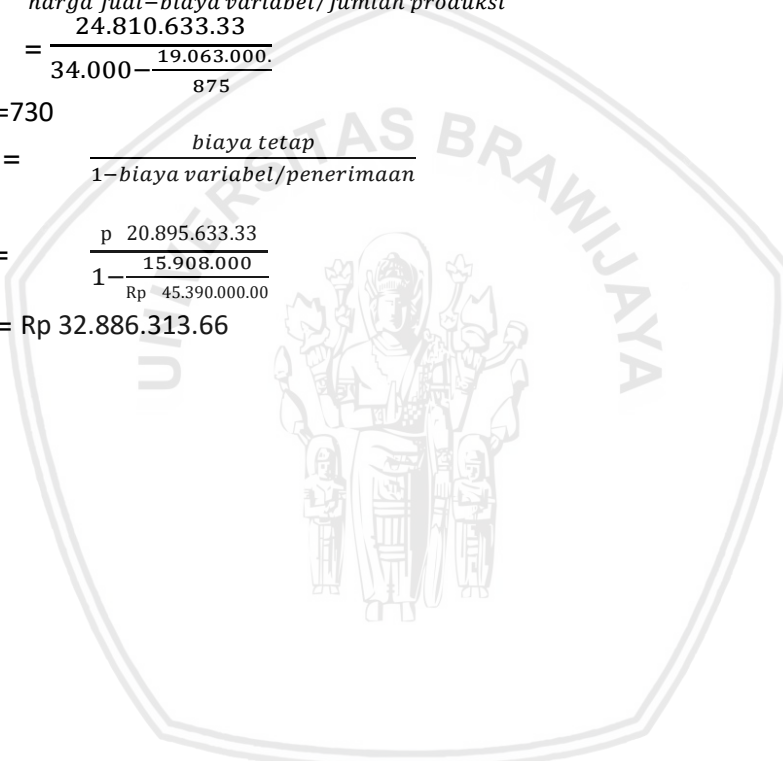 harga jual−biaya variabel/jumlah produksi
= 24.810.633.33
34.000− 19.063.000.
875
=730
= biaya tetap
1−biaya variabel/penerimaan
= p 20.895.633.33
1− 15.908.000
Rp 45.390.000.00
= Rp 32.886.313.66
UNIVERSITAS BRAWIJAYA